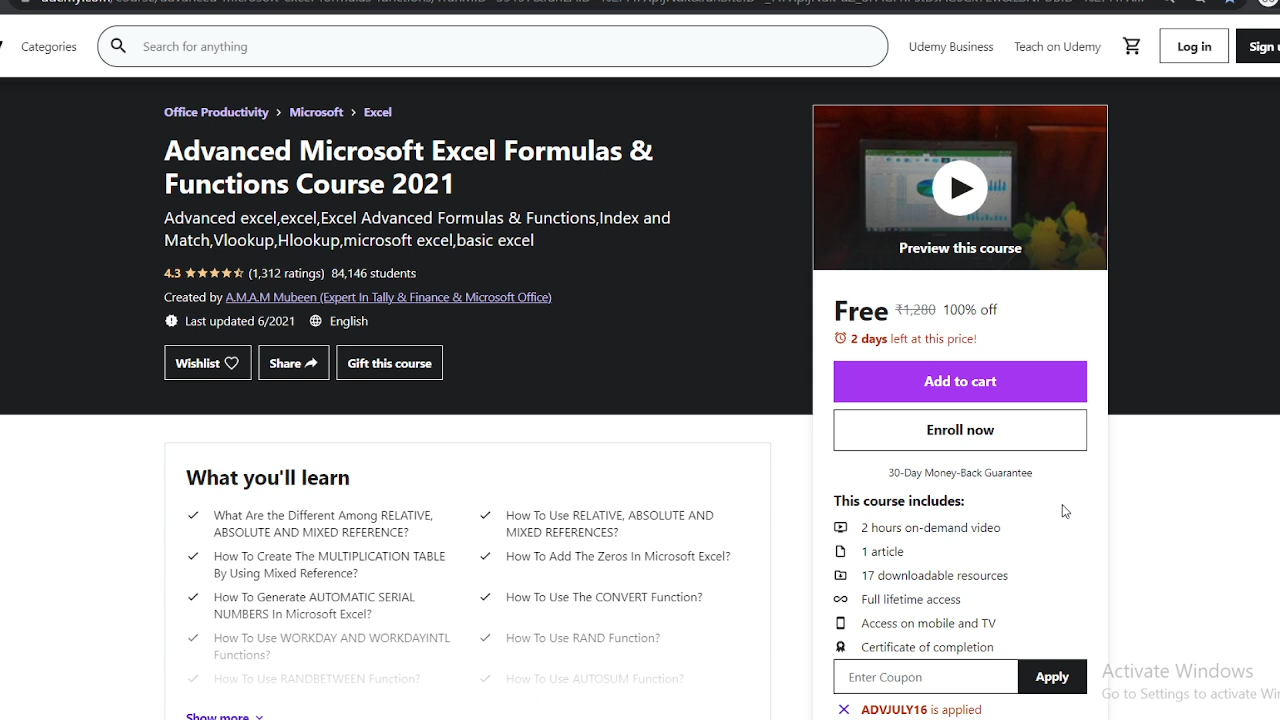 Categories
Search for anything
Udemy Business
Teach on Udemy
Log in
Sign
Office Productivity > Microsoft > Excel
Advanced Microsoft Excel Formulas &
Functions Course 2021
Advanced excel,excel,Excel Advanced Formulas & Functions,Index and
Match,Vlookup,Hlookup,microsoft excel,basic excel
4.3 (1,312 ratings) 84,146 students
Created by A.M.A.M Mubeen (Expert In Tally & Finance & Microsoft Office)
Last updated 6/2021 English
Wishlist
Share
Gift this course
Preview this course
Free ₹1,280 100% off
2 days left at this price!
Add to cart
Enroll now
30-Day Money-Back Guarantee
This course includes:
2 hours on-demand video
1 article
17 downloadable resources
Full lifetime access
Access on mobile and TV
Certificate of completion
Enter Coupon
Apply
ADVJULY16 is applied
What you'll learn
What Are the Different Among RELATIVE,
ABSOLUTE AND MIXED REFERENCE?
How To Create The MULTIPLICATION TABLE
By Using Mixed Reference?
How To Generate AUTOMATIC SERIAL
NUMBERS In Microsoft Excel?
How To Use WORKDAY AND WORKDAYINTL
Functions?
How To Use RANDBETWEEN Function?
How To Use RELATIVE, ABSOLUTE AND
MIXED REFERENCES?
How To Add The Zeros In Microsoft Excel?
How To Use The CONVERT Function?
How To Use RAND Function?
How To Use AUTOSUM Function?
Show more
Activate Windows
Go to Settings to activate